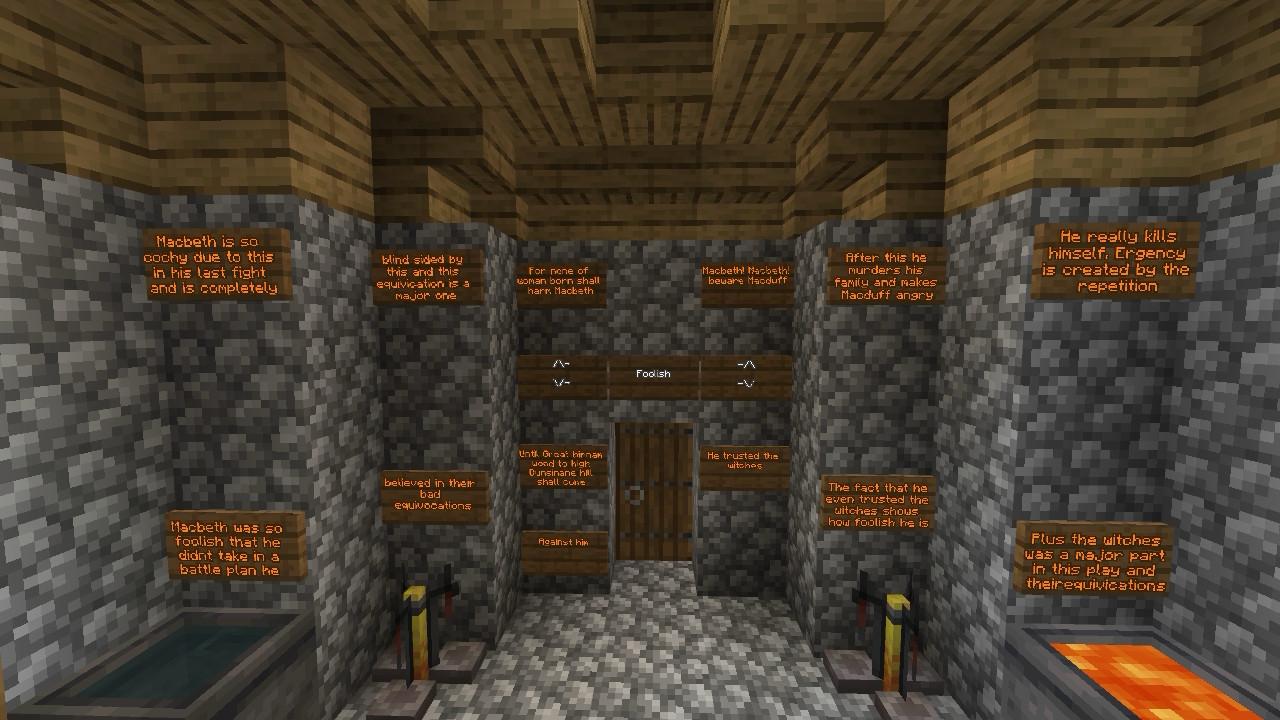 Macbeth is so
cochy due to this
in his last fight
and is completely
blind sided by
this and this
equivication is a
major one
For none of
woman born shall
harm Macbeth
Macbeth! Macbeth!
beware Macduff
After this he
murders his
family and makes
Macduff angry
He really kills
himself. Ergency
is created by the
repetition
/\-
\/-
Foolish
-/\
-\/
Macbeth was so
foolish that he
didnt take in a
battle plan he
believed in their
bad
equivocations
Until Great birnan
wood to high
Dunsinane hill
shall cume
Against him
He trusted the
witches
The fact that he
even trusted the
witches shows
how foolish he is
Plus the witches
was a major part
in this play and
theirequivications